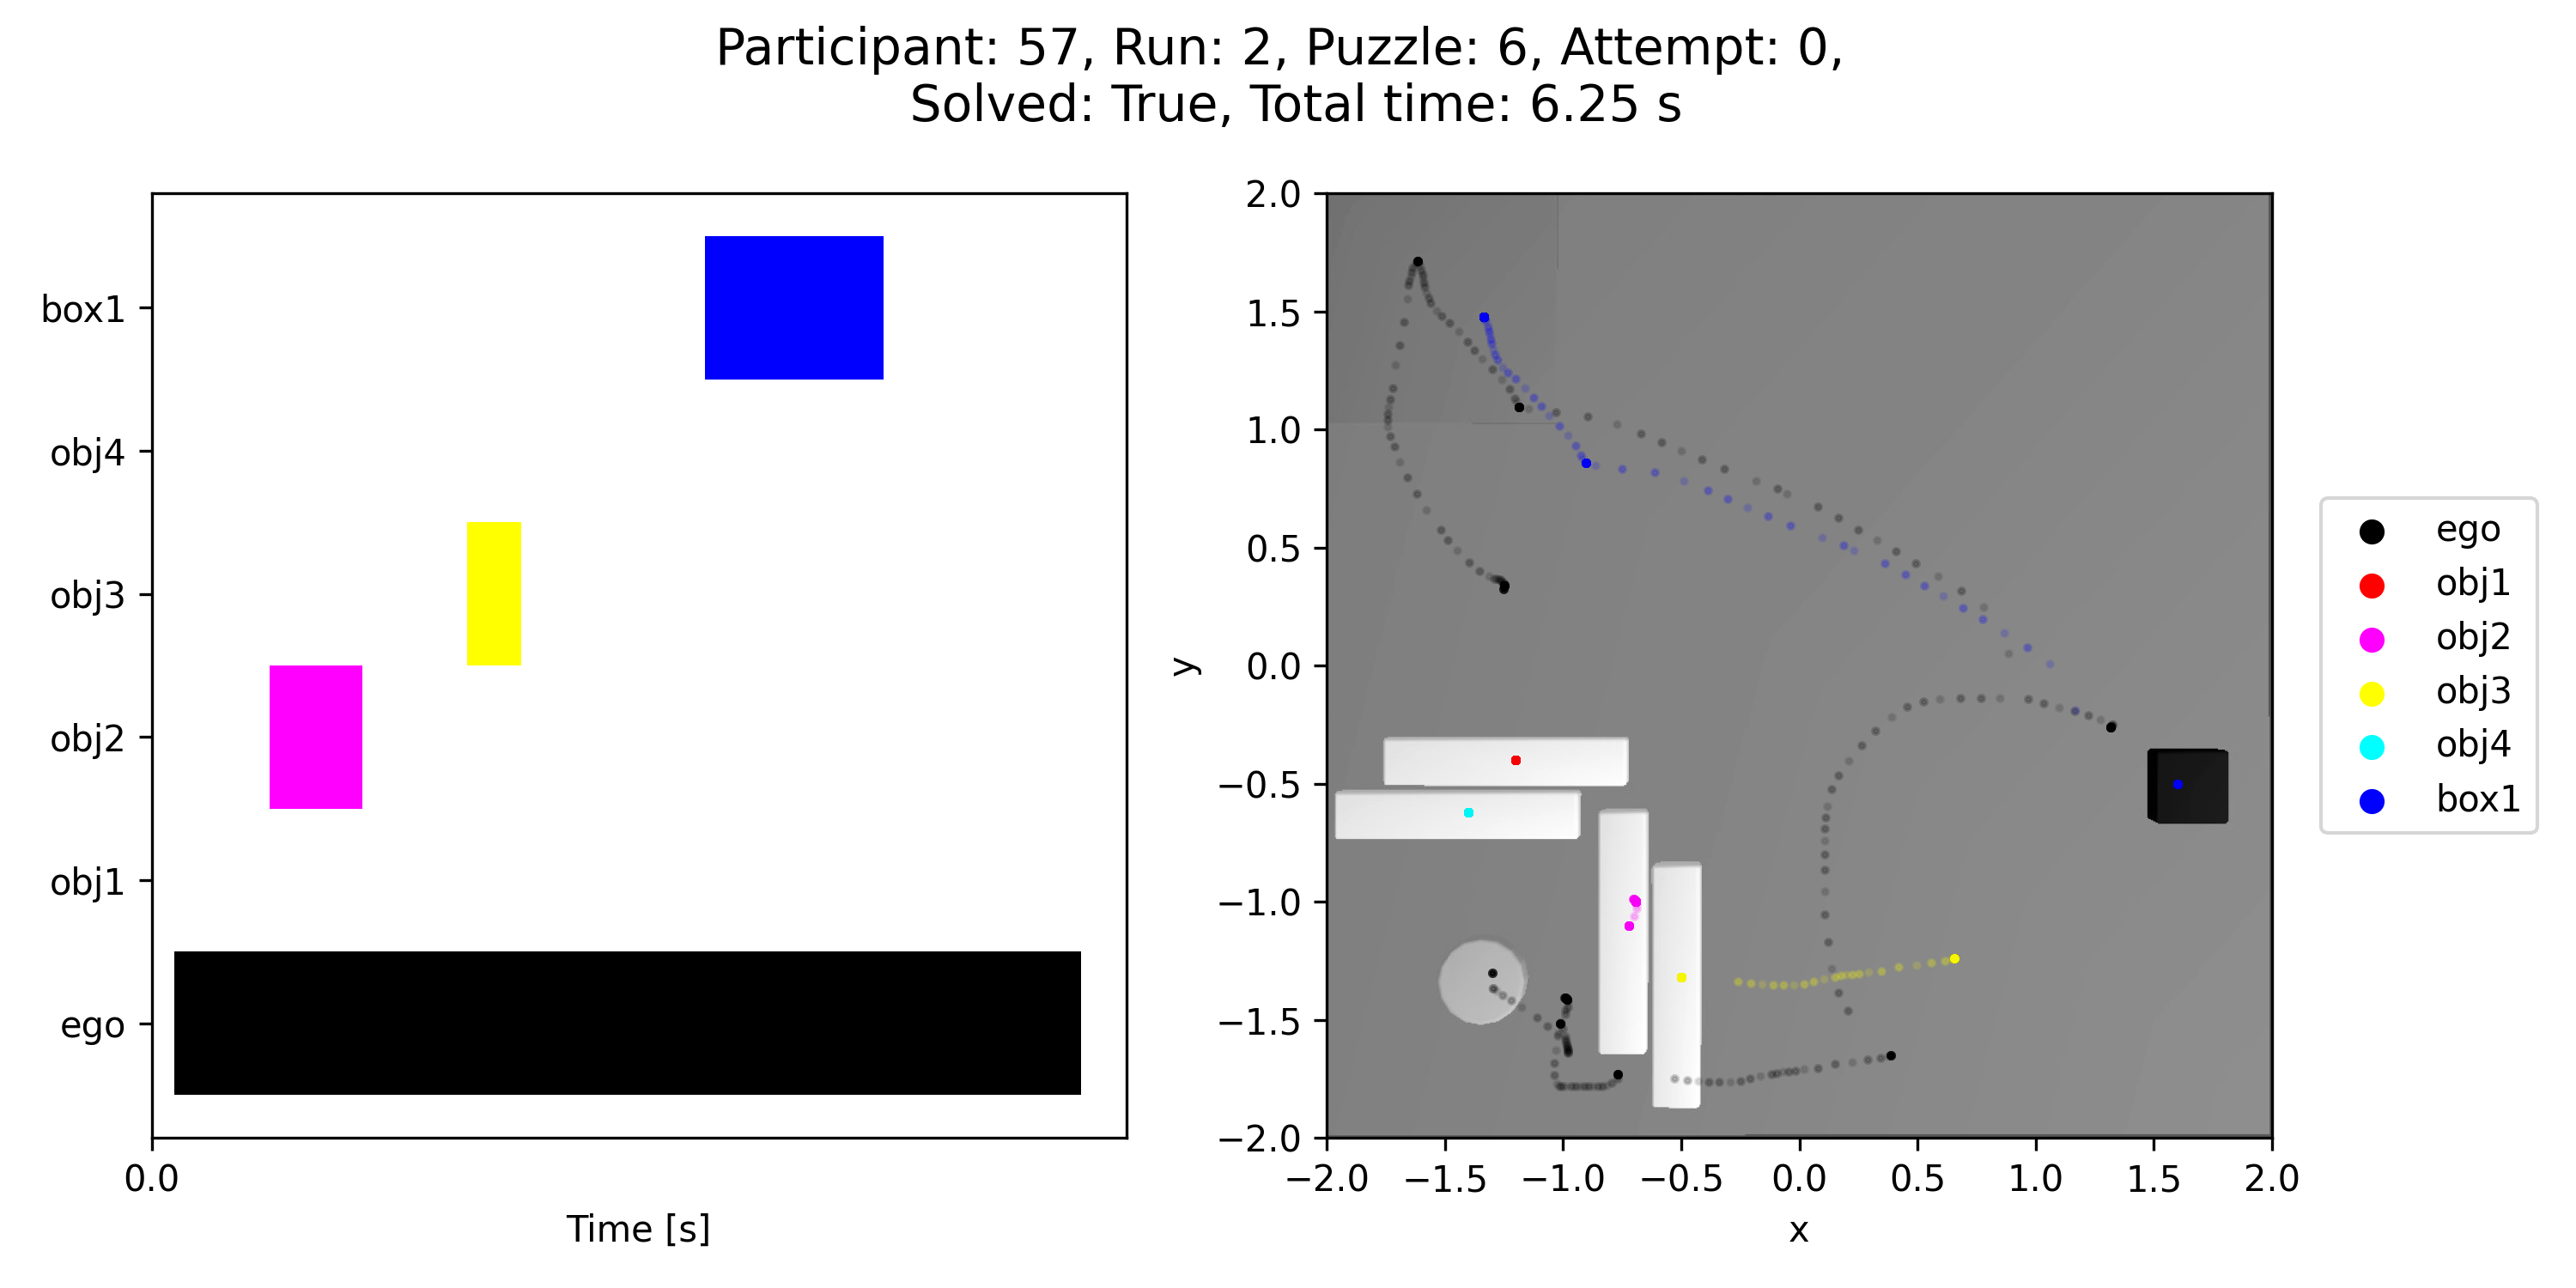 Participant: 57, Run: 2, Puzzle: 6, Attempt: 0,
Solved: True, Total time: 6.25 s
box1
obj4
obj3
obj2
obj1
ego
0.0
Time [s]
2.0
1.5
1.0
0.5
0.0
−0.5
−1.0
−1.5
−2.0
y
−2.0 −1.5 −1.0 −0.5 0.0 0.5 1.0 1.5 2.0
x
ego
obj1
obj2
obj3
obj4
box1